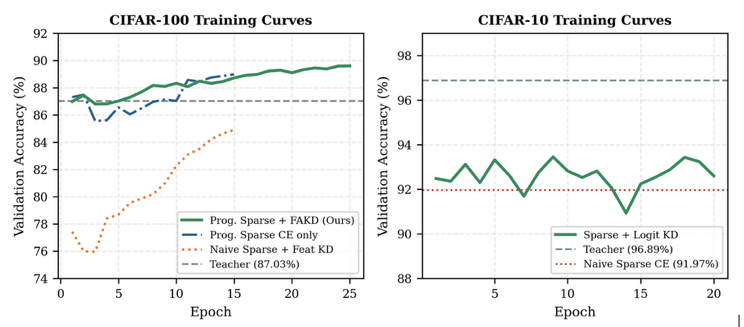 CIFAR-100 Training Curves
Validation Accuracy (%)
92
90
88
86
84
82
80
78
76
74
0 5 10 15 20 25
Epoch
Prog. Sparse + FAKD (Ours)
Prog. Sparse CE only
Naive Sparse + Feat KD
Teacher (87.03%)
CIFAR-10 Training Curves
Validation Accuracy (%)
98
96
94
92
90
88
5 10 15 20
Epoch
Sparse + Logit KD
Teacher (96.89%)
Naive Sparse CE (91.97%)